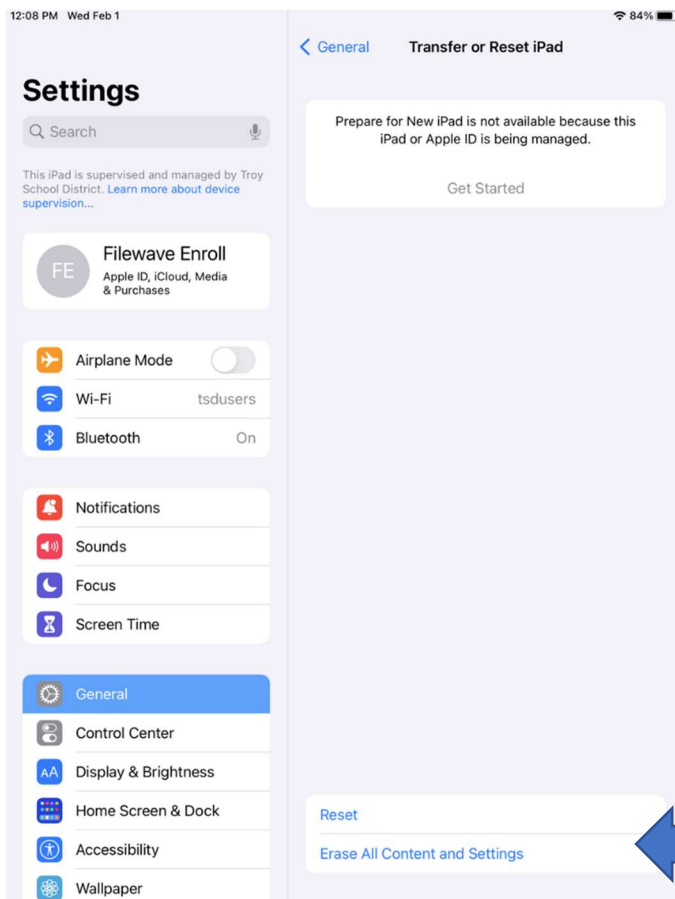 12:08 PM Wed Feb 1
84%
Settings
Search
This iPad is supervised and managed by Troy
School District. Learn more about device
supervision...
FE
Filewave Enroll
Apple ID, iCloud, Media
& Purchases
Airplane Mode
Wi-Fi tsdusers
Bluetooth On
Notifications
Sounds
Focus
Screen Time
General
Control Center
AA Display & Brightness
Home Screen & Dock
Accessibility
Wallpaper
General Transfer or Reset iPad
Prepare for New iPad is not available because this
iPad or Apple ID is being managed.
Get Started
Reset
Erase All Content and Settings